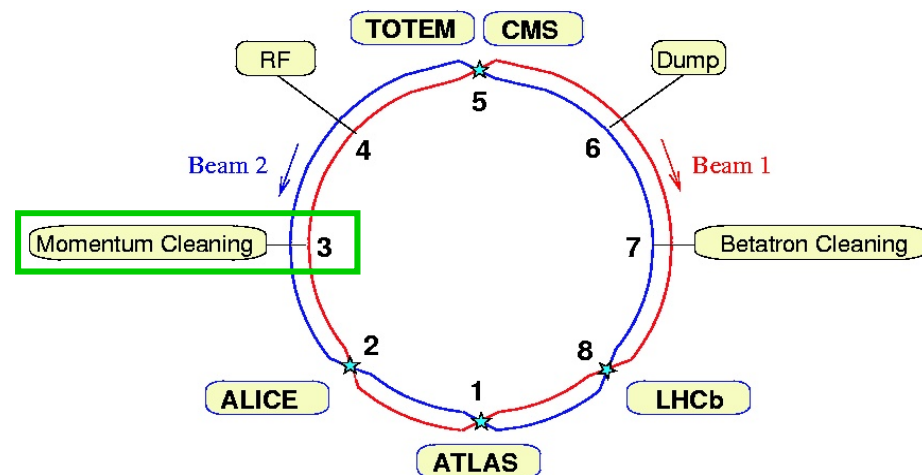 TOTEM
CMS
RF
Dump
5
4
6
Beam 2
Beam 1
Momentum Cleaning
3
7
Betatron Cleaning
2
8
ALICE
1
LHCb
ATLAS